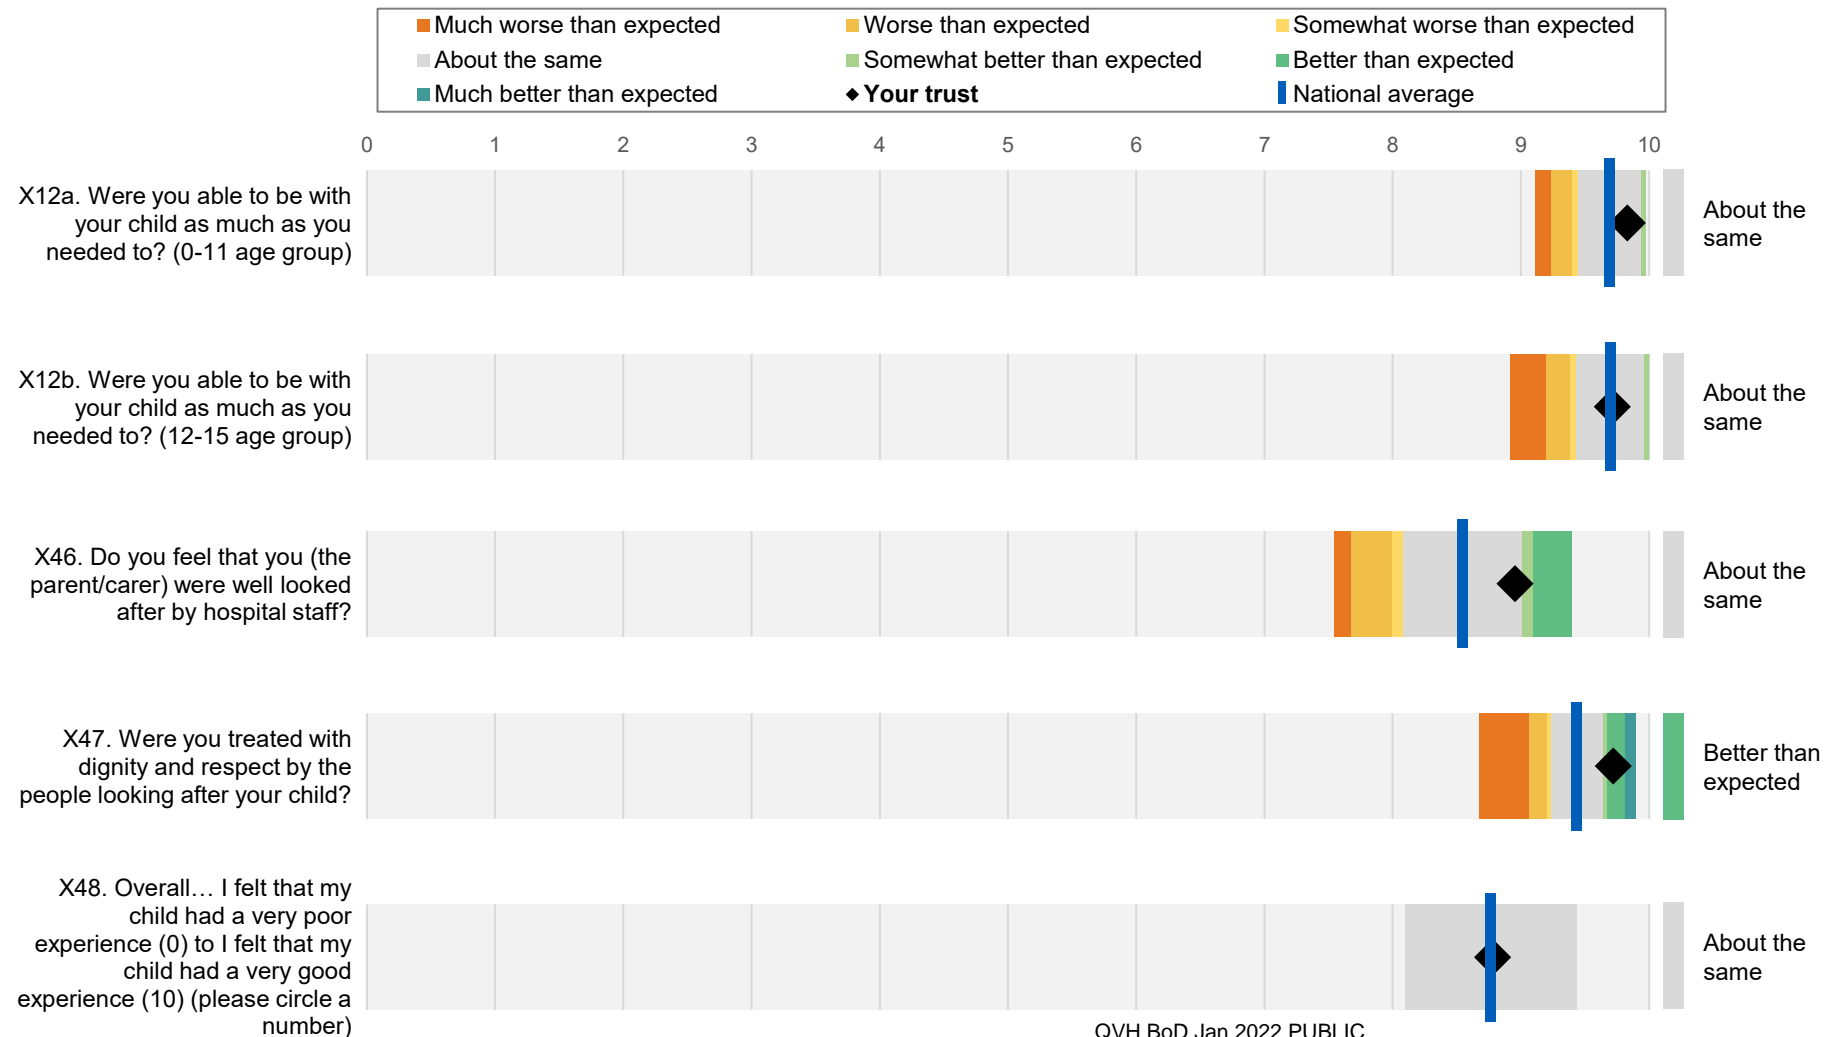 Much worse than expected
Worse than expected
Somewhat worse than expected
About the same
Somewhat better than expected
Better than expected
Much better than expected
Your trust
National average
0 1 2 3 4 5 6 7 8 9 10
X12a. Were you able to be with
your child as much as you
needed to? (0-11 age group)
About the
same
X12b. Were you able to be with
your child as much as you
needed to? (12-15 age group)
About the
same
X46. Do you feel that you (the
parent/carer) were well looked
after by hospital staff?
About the
same
X47. Were you treated with
dignity and respect by the
people looking after your child?
Better than
expected
X48. Overall… I felt that my
child had a very poor
experience (0) to I felt that my
child had a very good
experience (10) (please circle a
number)
About the
same
QVH BoD Jan 2022 PUBLIC